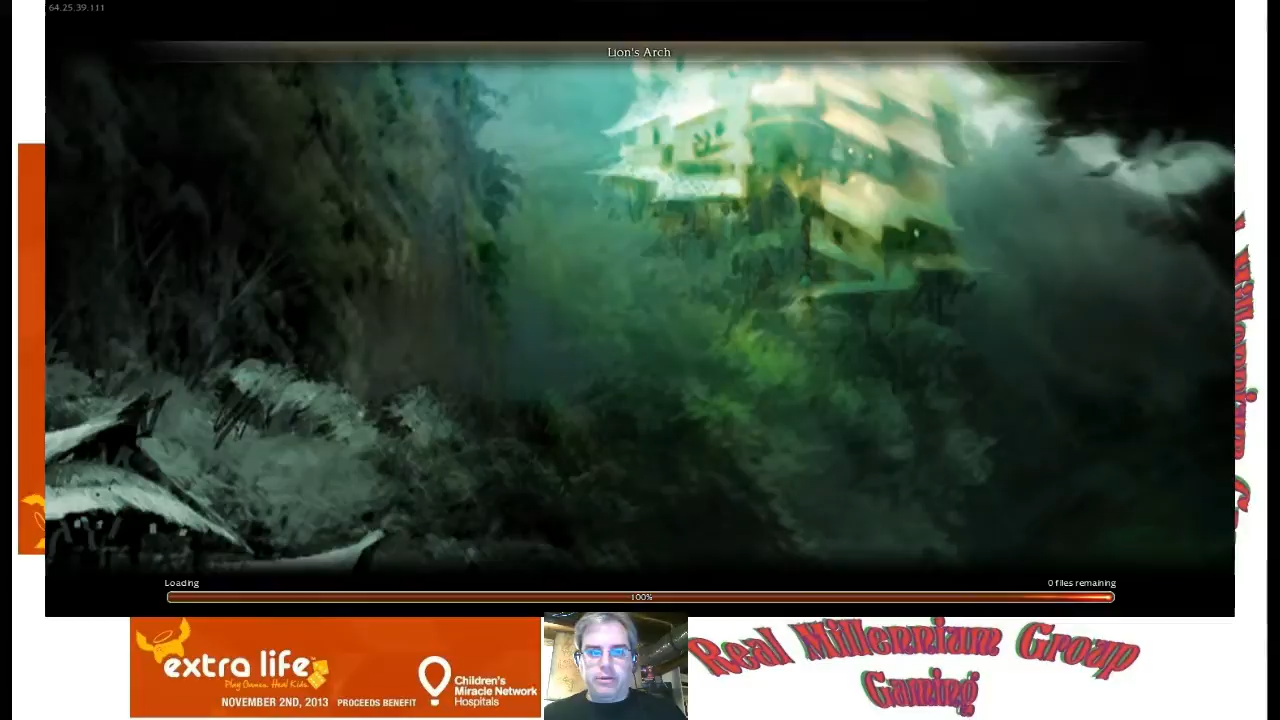 64.25.39.111
Lion's Arch
Loading
0 files remaining
100%
extra life
Play Games. Heal Kids.
NOVEMBER 2ND, 2013 PROCEEDS BENEFIT
Children's
Miracle Network
Hospitals
Real Millennium Group
Gaming